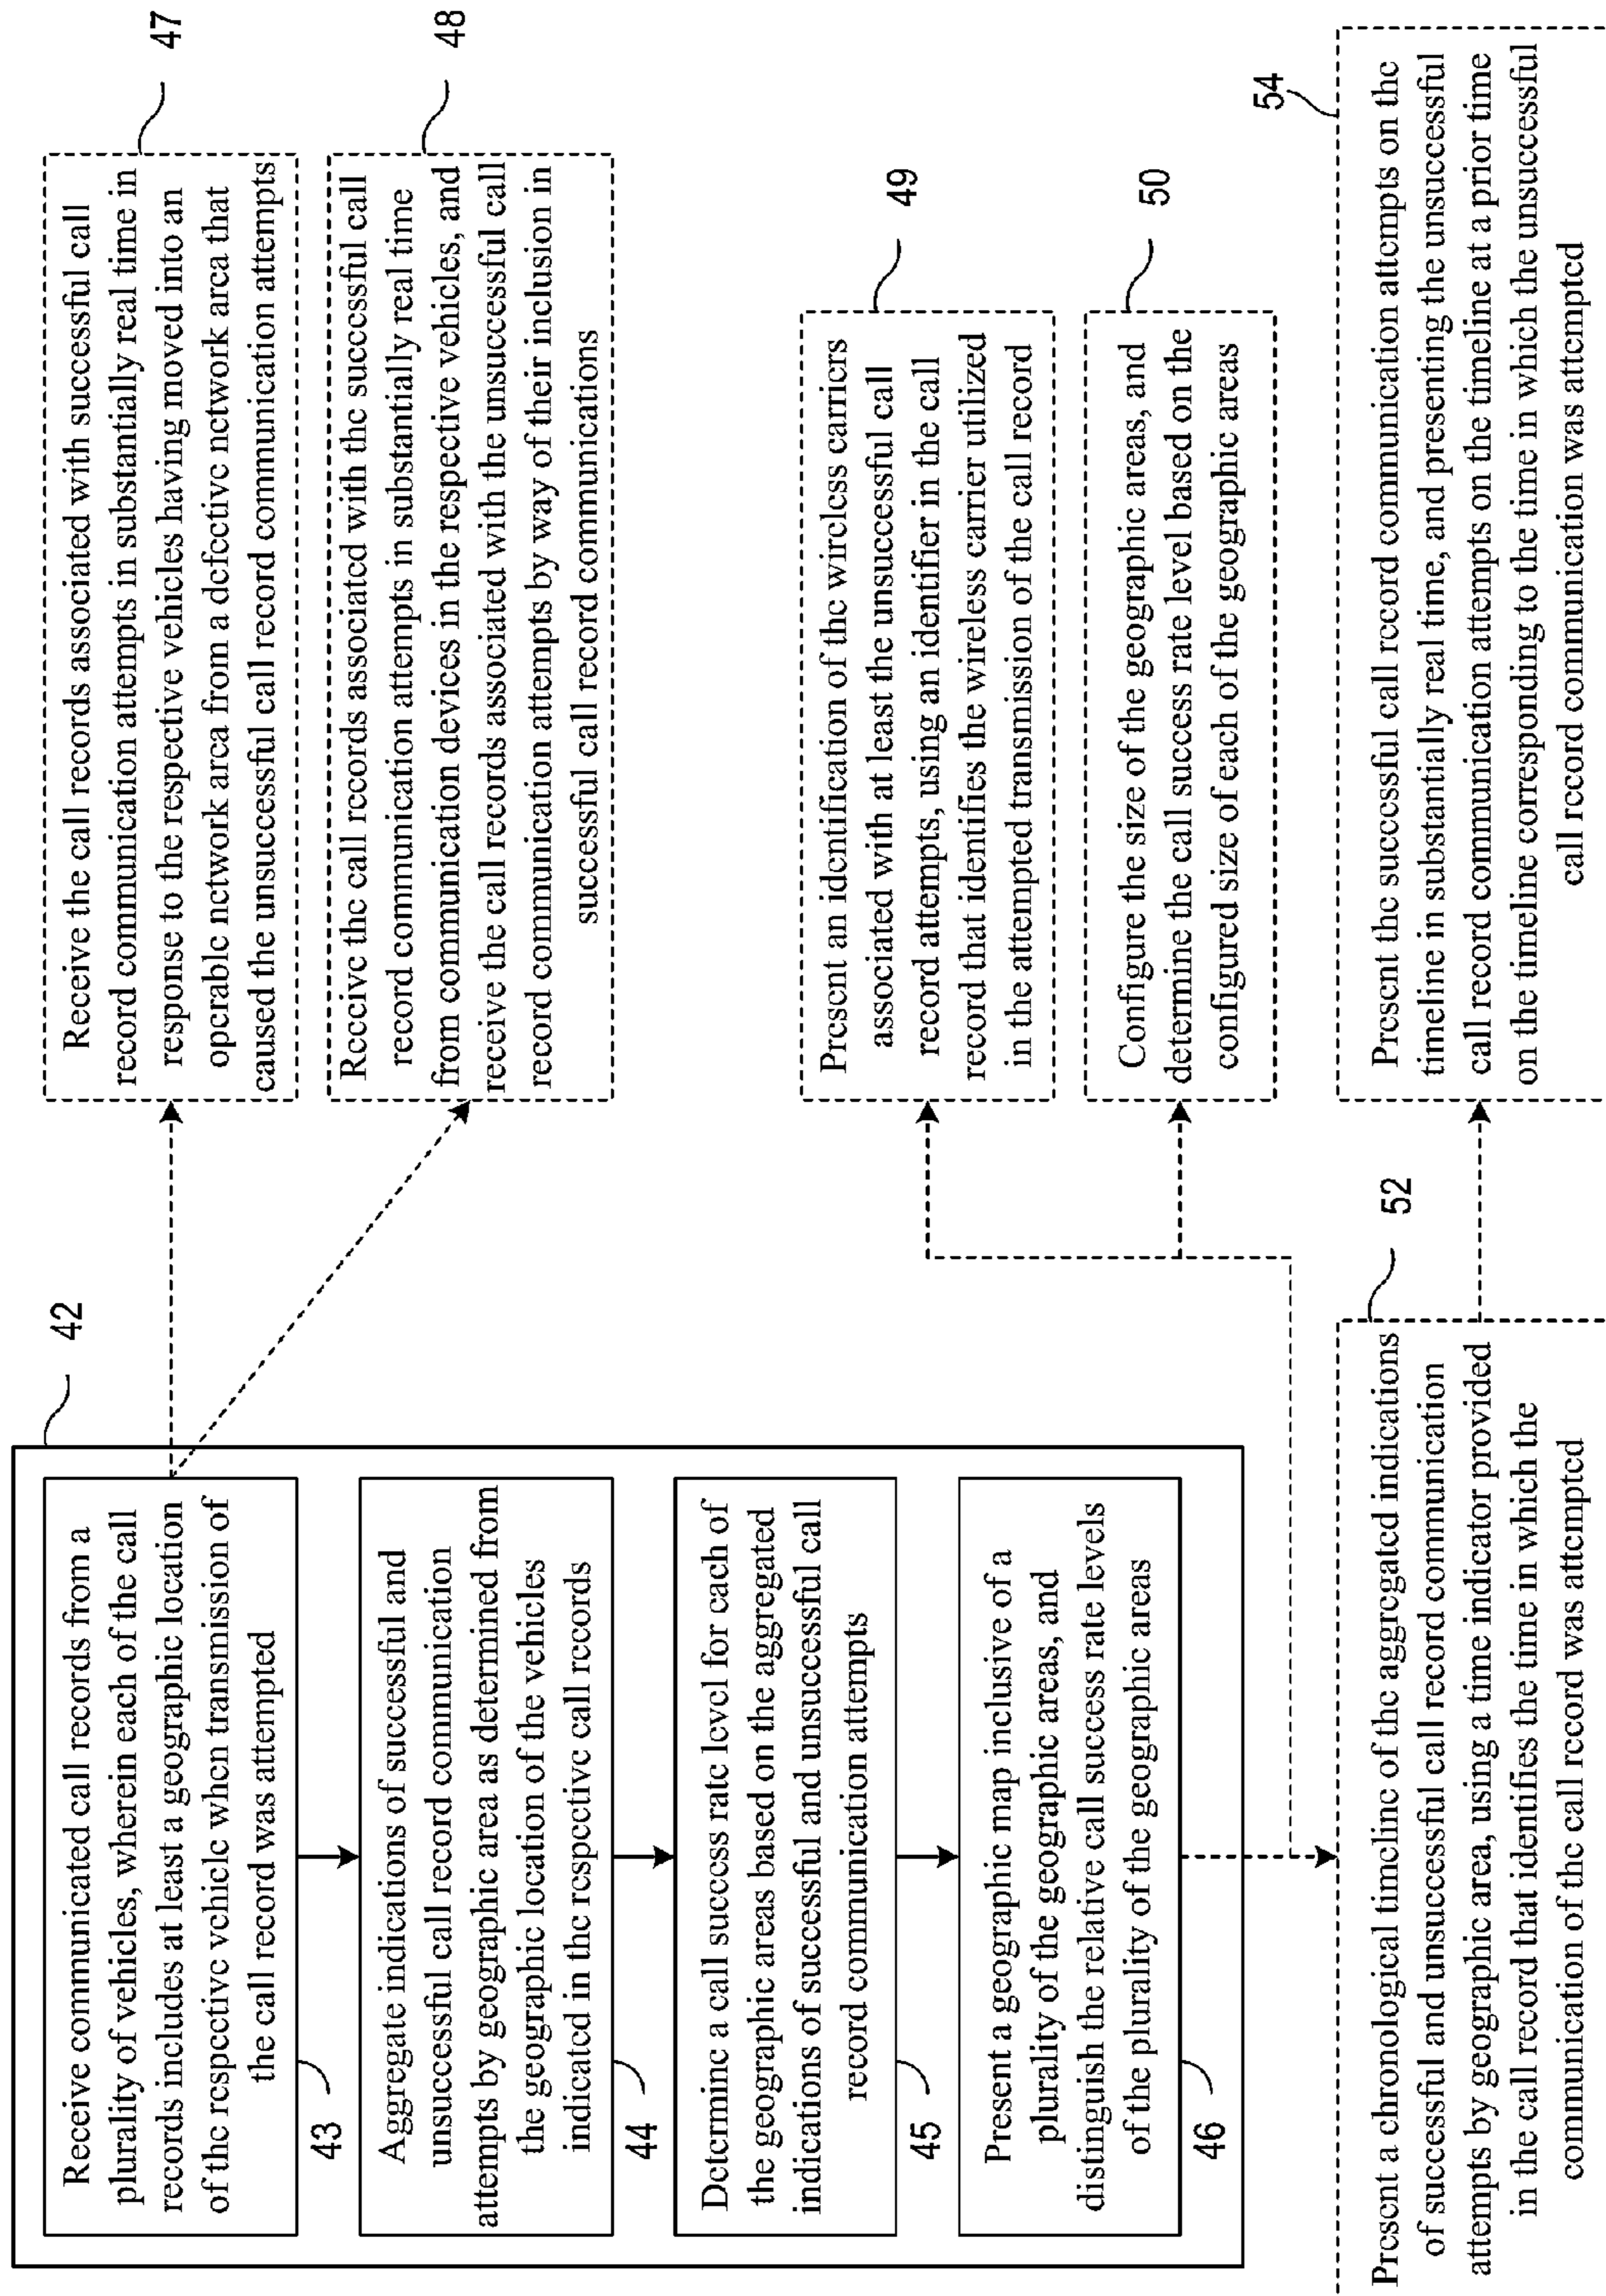 42
Receive communicated call records from a
plurality of vehicles, wherein each of the call
records includes at least a geographic location
of the respective vehicle when transmission of
the call record was attempted
43
Aggregate indications of successful and
unsuccessful call record communication
attempts by geographic area as determined from
the geographic location of the vehicles
indicated in the respective call records
44
Determine a call success rate level for each of
the geographic areas based on the aggregated
indications of successful and unsuccessful call
record communication attempts
45
Present a geographic map inclusive of a
plurality of the geographic areas, and
distinguish the relative call success rate levels
of the plurality of the geographic areas
46
Receive the call records associated with successful call
record communication attempts in substantially real time in
response to the respective vehicles having moved into an
operable network area from a defective network area that
caused the unsuccessful call record communication attempts
47
Receive the call records associated with the successful call
record communication attempts in substantially real time
from communication devices in the respective vehicles, and
receive the call records associated with the unsuccessful call
record communication attempts by way of their inclusion in
successful call record communications
48
Present an identification of the wireless carriers
associated with at least the unsuccessful call
record attempts, using an identifier in the call
record that identifies the wireless carrier utilized
in the attempted transmission of the call record
49
Configure the size of the geographic areas, and
determine the call success rate level based on the
configured size of each of the geographic areas
50
Present a chronological timeline of the aggregated indications
of successful and unsuccessful call record communication
attempts by geographic area, using a time indicator provided
in the call record that identifies the time in which the
communication of the call record was attempted
52
Present the successful call record communication attempts on the
timeline in substantially real time, and presenting the unsuccessful
call record communication attempts on the timeline at a prior time
on the timeline corresponding to the time in which the unsuccessful
call record communication was attempted
54